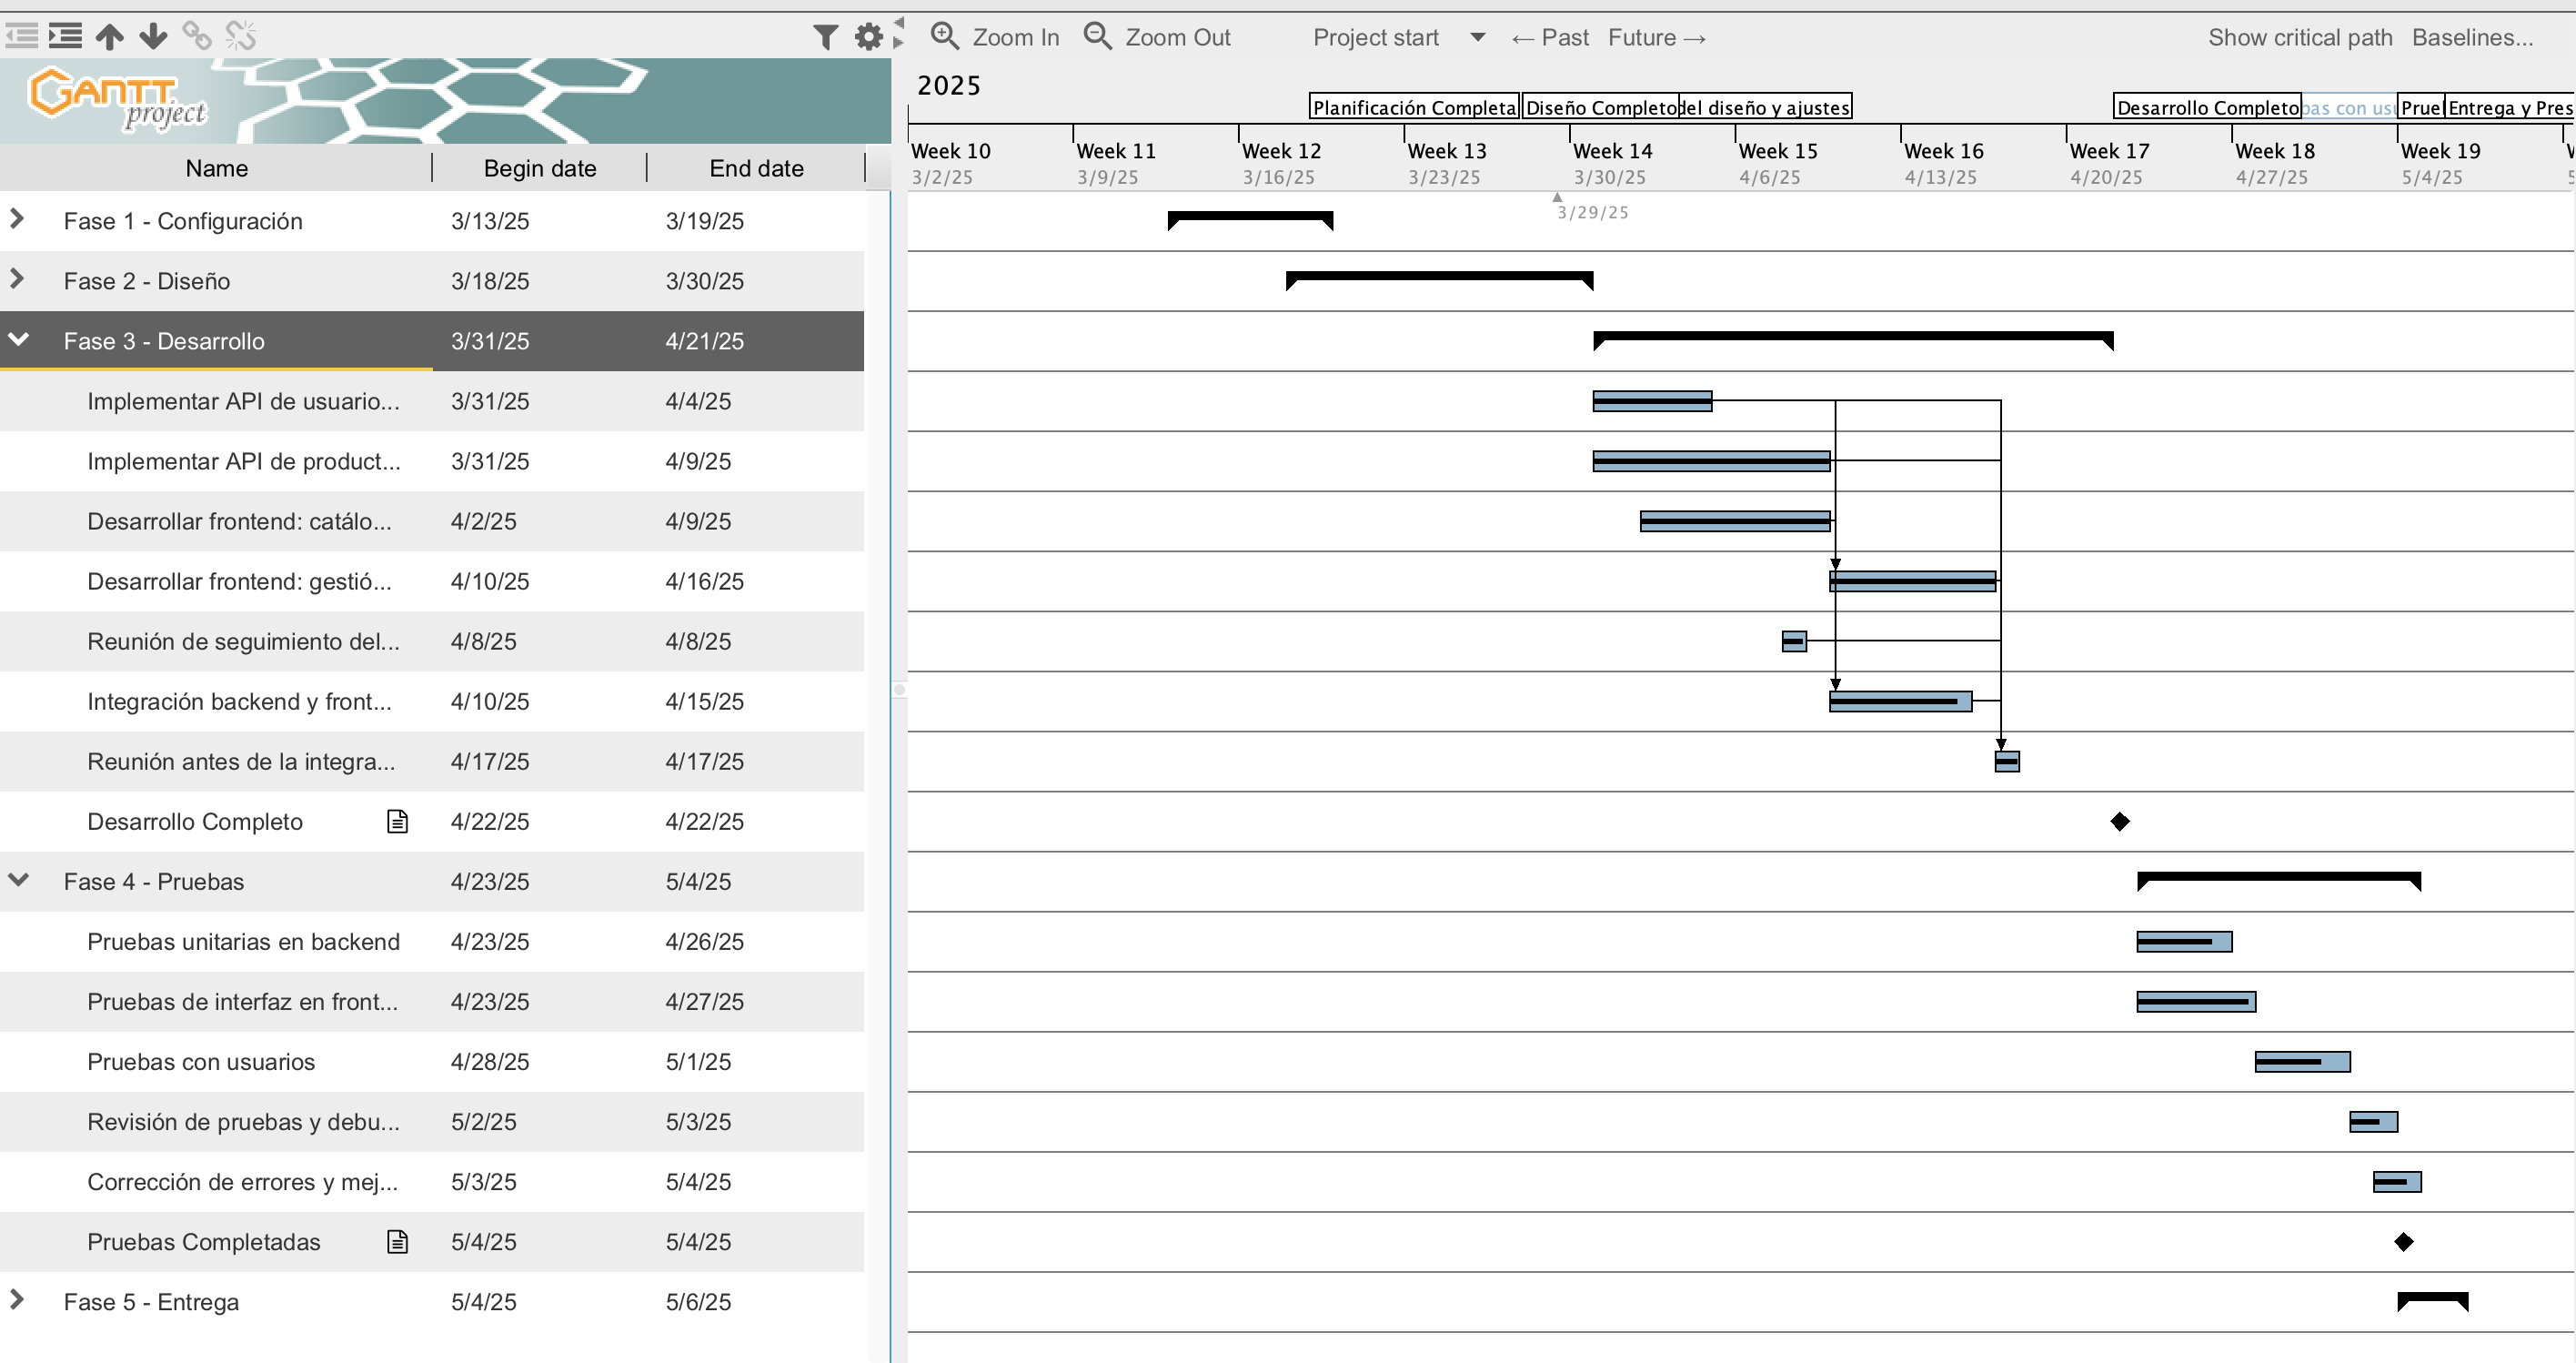 Zoom In Zoom Out Project start ← Past Future → Show critical path Baselines...
GANTT project
2025
Planificación Completa Diseño Completo del diseño y ajustes Desarrollo Completo bas con Entrega y Pres
Name Begin date End date
Week 10 Week 11 Week 12 Week 13 Week 14 Week 15 Week 16 Week 17 Week 18 Week 19
3/2/25 3/9/25 3/16/25 3/23/25 3/30/25 4/6/25 4/13/25 4/20/25 4/27/25 5/4/25
3/29/25
Fase 1 - Configuración 3/13/25 3/19/25
Fase 2 - Diseño 3/18/25 3/30/25
Fase 3 - Desarrollo 3/31/25 4/21/25
Implementar API de usuario... 3/31/25 4/4/25
Implementar API de product... 3/31/25 4/9/25
Desarrollar frontend: catálo... 4/2/25 4/9/25
Desarrollar frontend: gestió... 4/10/25 4/16/25
Reunión de seguimiento del... 4/8/25 4/8/25
Integración backend y front... 4/10/25 4/15/25
Reunión antes de la integra... 4/17/25 4/17/25
Desarrollo Completo 4/22/25 4/22/25
Fase 4 - Pruebas 4/23/25 5/4/25
Pruebas unitarias en backend 4/23/25 4/26/25
Pruebas de interfaz en front... 4/23/25 4/27/25
Pruebas con usuarios 4/28/25 5/1/25
Revisión de pruebas y debu... 5/2/25 5/3/25
Corrección de errores y mej... 5/3/25 5/4/25
Pruebas Completadas 5/4/25 5/4/25
Fase 5 - Entrega 5/4/25 5/6/25